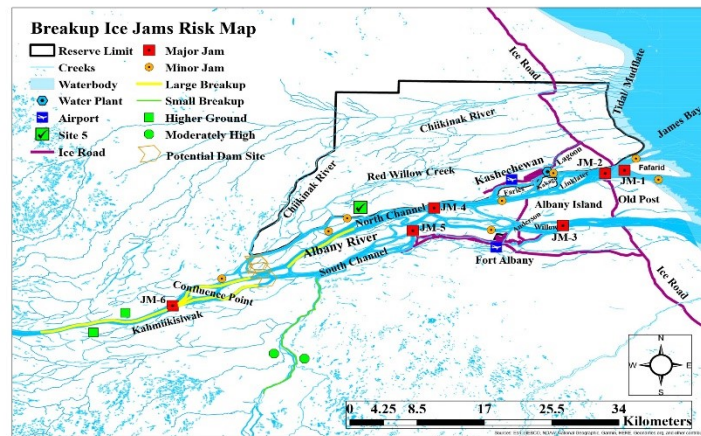 Breakup Ice Jams Risk Map
Reserve Limit
Major Jam
Creeks
Minor Jam
Waterbody
Large Breakup
Water Plant
Small Breakup
Airport
Higher Ground
Site 5
Moderately High
Ice Road
Potential Dam Site
Ice Road
Tidal/ Mudflats
James Bay
Chiikinak River
Chiikinak River
Red Willow Creek
Kashechewan
Lagoon
JM-2
Fafarid
JM-1
Linklater
Albany Island
Old Post
JM-4
North Channel
Albany River
JM-5
Anderson
Willow
JM-3
South Channel
Fort Albany
Ice Road
Confluence Point
JM-6
Kahmiikisiwak
N
W
E
S
0 4.25 8.5 17 25.5 34
Kilometers